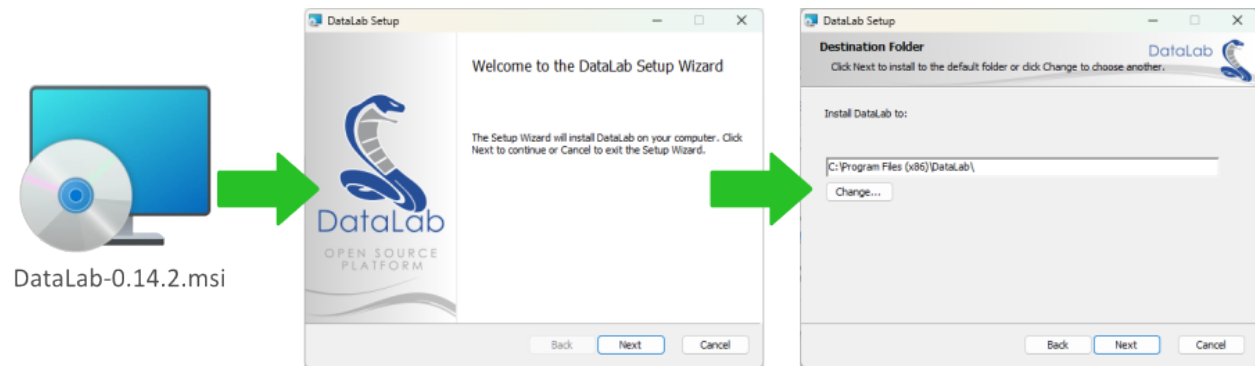 DataLab-0.14.2.msi
DataLab Setup
Welcome to the DataLab Setup Wizard
The Setup Wizard will install DataLab on your computer. Click
Next to continue or Cancel to exit the Setup Wizard.
DataLab
OPEN SOURCE
PLATFORM
Back
Next
Cancel
DataLab Setup
Destination Folder
Click Next to install to the default folder or click Change to choose another.
DataLab
Install DataLab to:
C:\Program Files (x86)\DataLab\
Change...
Back
Next
Cancel